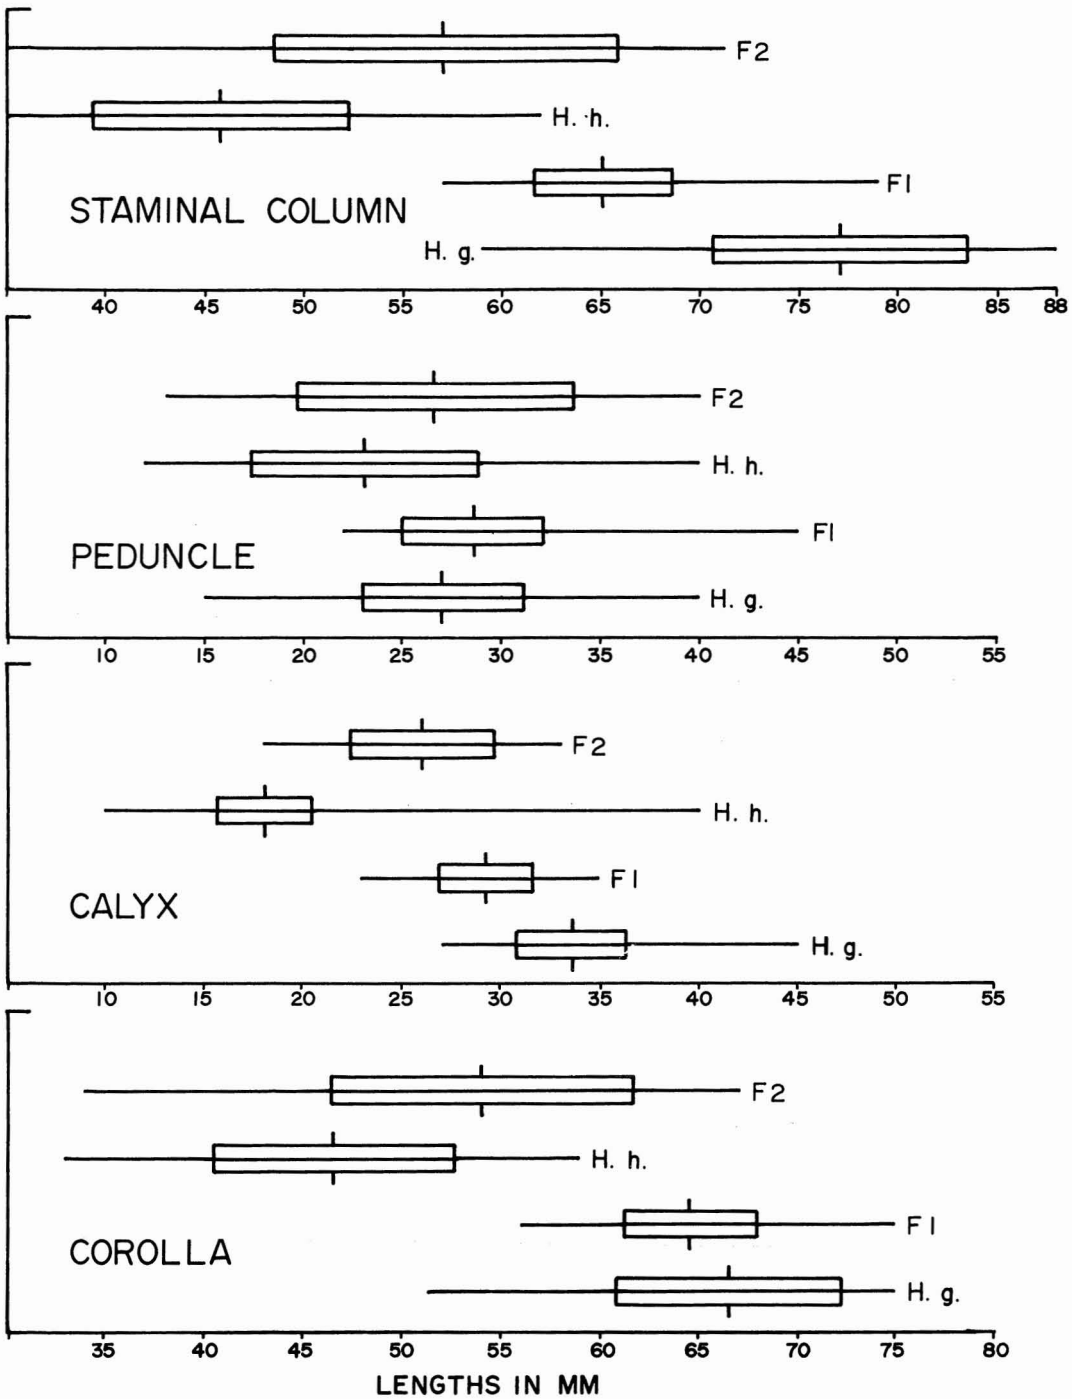 F2
H. h.
F1
STAMINAL COLUMN
H. g.
40 45 50 55 60 65 70 75 80 85 88
F2
H. h.
F1
PEDUNCLE
H. g.
10 15 20 25 30 35 40 45 50 55
F2
H. h.
F1
CALYX
H. g.
10 15 20 25 30 35 40 45 50 55
F2
H. h.
F1
COROLLA
H. g.
35 40 45 50 55 60 65 70 75 80
LENGTHS IN MM